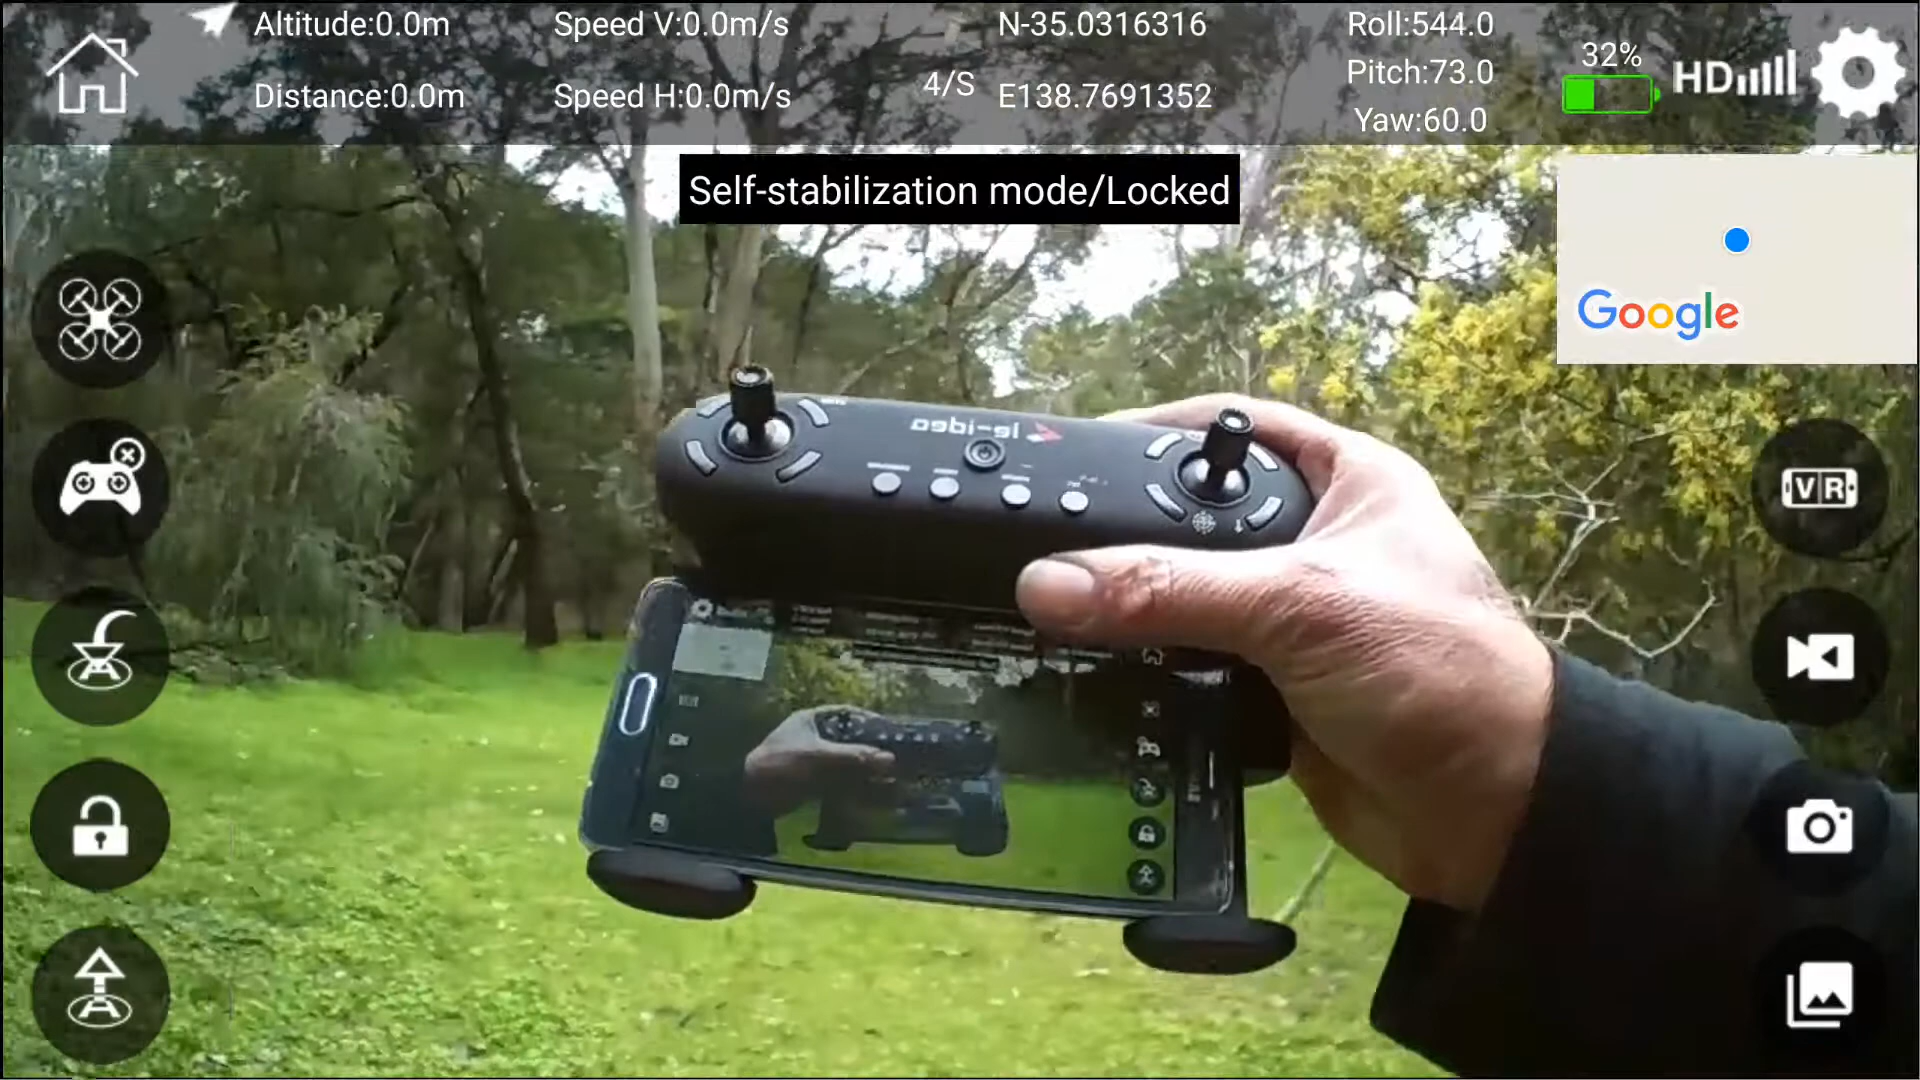 Altitude:0.0m
Speed V:0.0m/s
N-35.0316316
Roll:544.0
32%
HD
Distance:0.0m
Speed H:0.0m/s
4/S
E138.7691352
Pitch:73.0
Yaw:60.0
Self-stabilization mode/Locked
Google
VR
le-idea